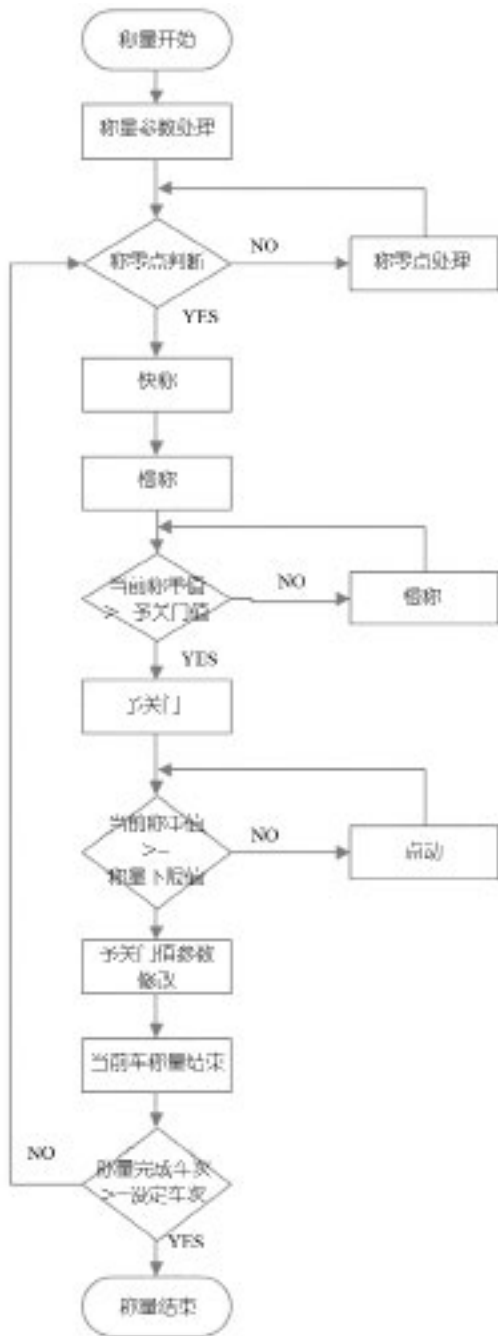 称量开始
称量参数处理
称零点判断
NO
称零点处理
YES
快称
慢称
当前称重值
>= 予关门值
NO
慢称
YES
予关门
当前称重值
>=
称量下限值
NO
点动
予关门值参数
修改
当前车称量结束
NO
称量完成车次
>=设定车次
YES
称量结束